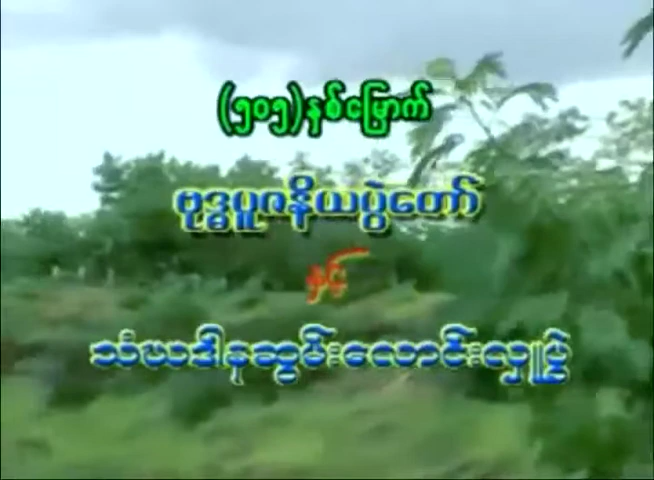 (၅၀၅)နှစ်မြောက်
ဗုဒ္ဓပူဇနိယပွဲတော်
နှင့်
သံဃဒါနဆွမ်းလောင်းလှူပွဲ